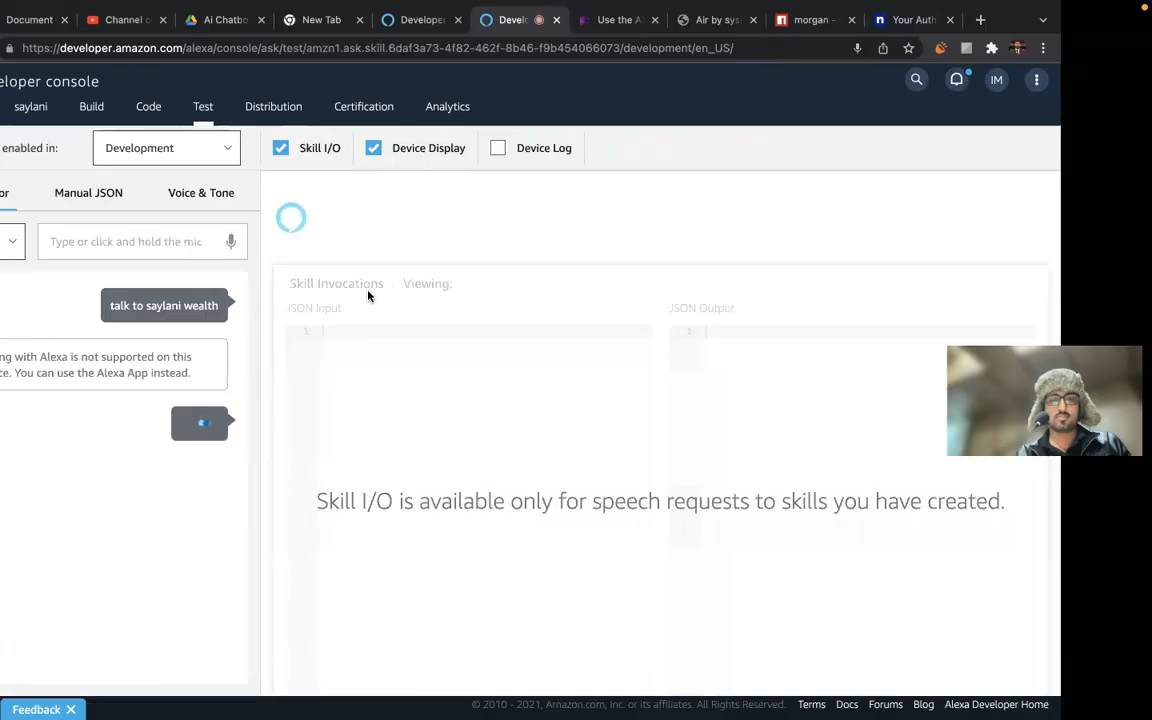 Document
Channel c
Ai Chatbo
New Tab
Developer
Develo
Use the A
Air by sys
morgan -
Your Auth
https://developer.amazon.com/alexa/console/ask/test/amzn1.ask.skill.6daf3a73-4f82-462f-8b46-f9b454066073/development/en_US/
eloper console
IM
saylani
Build
Code
Test
Distribution
Certification
Analytics
enabled in:
Development
Skill I/O
Device Display
Device Log
or
Manual JSON
Voice & Tone
Type or click and hold the mic
Skill Invocations
Viewing:
JSON Input
JSON Output
1
1
talk to saylani wealth
ng with Alexa is not supported on this
ce. You can use the Alexa App instead.
Skill I/O is available only for speech requests to skills you have created.
Feedback
© 2010 - 2021, Amazon.com, Inc. or its affiliates. All Rights Reserved.
Terms
Docs
Forums
Blog
Alexa Developer Home